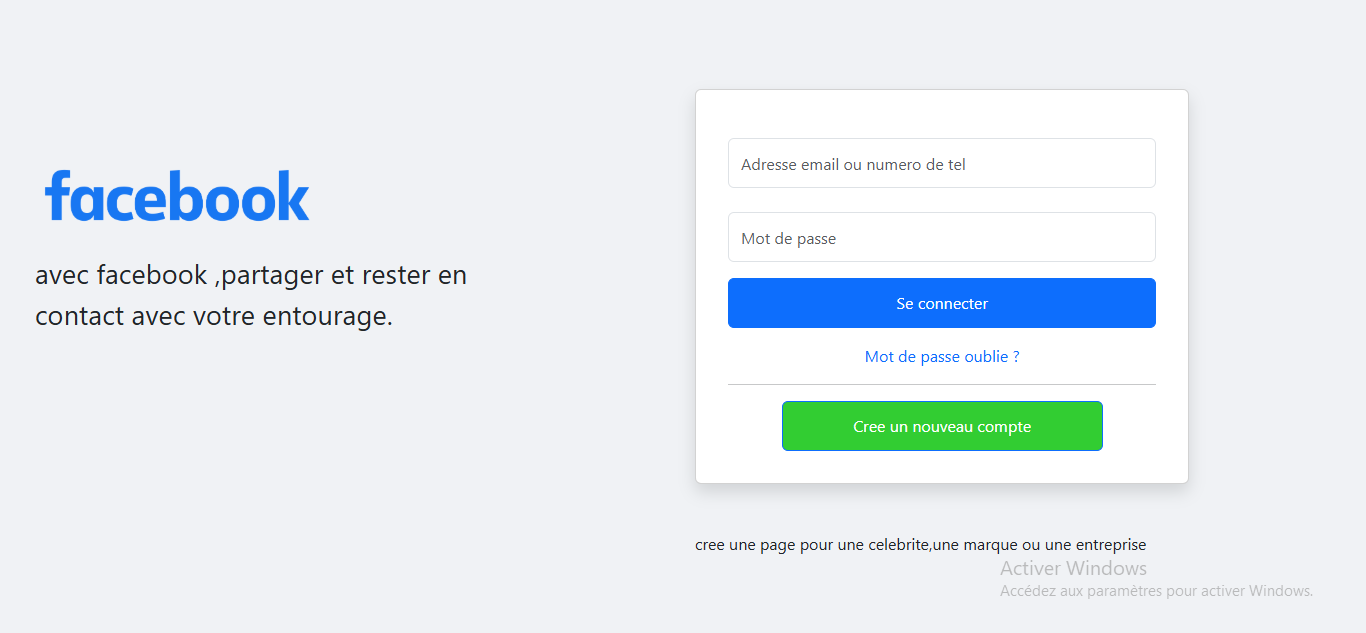 facebook
avec facebook ,partager et rester en
contact avec votre entourage.
Adresse email ou numero de tel
Mot de passe
Se connecter
Mot de passe oublie ?
Cree un nouveau compte
cree une page pour une celebrite,une marque ou une entreprise
Activer Windows
Accédez aux paramètres pour activer Windows.